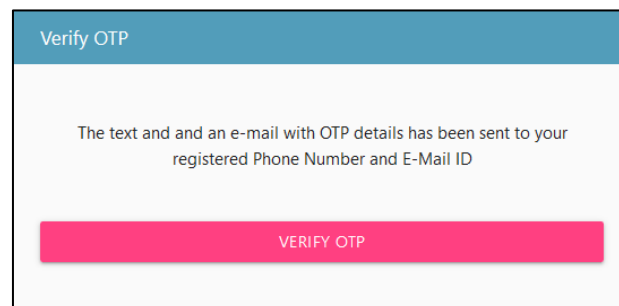 Verify OTP
The text and and an e-mail with OTP details has been sent to your
registered Phone Number and E-Mail ID
VERIFY OTP